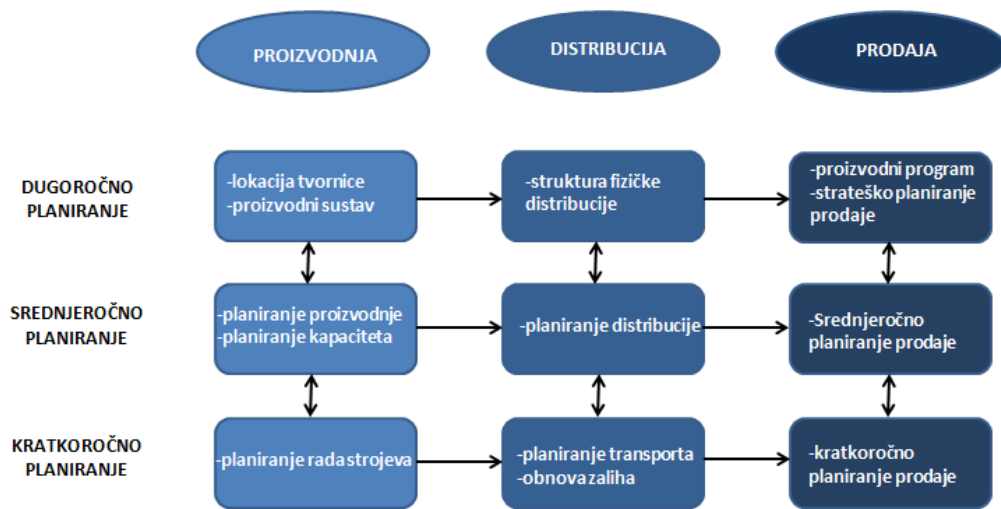 PROIZVODNJA
DISTRIBUCIJA
PRODAJA
DUGOROČNO
PLANIRANJE
-lokacija tvornice
-proizvodni sustav
-struktura fizičke
distribucije
-proizvodni program
-strateško planiranje
prodaje
SREDNJEROČNO
PLANIRANJE
-planiranje proizvodnje
-planiranje kapaciteta
-planiranje distribucije
-Srednjeročno
planiranje prodaje
KRATKOROČNO
PLANIRANJE
-planiranje rada strojeva
-planiranje transporta
-obnova zaliha
-kratkoročno
planiranje prodaje